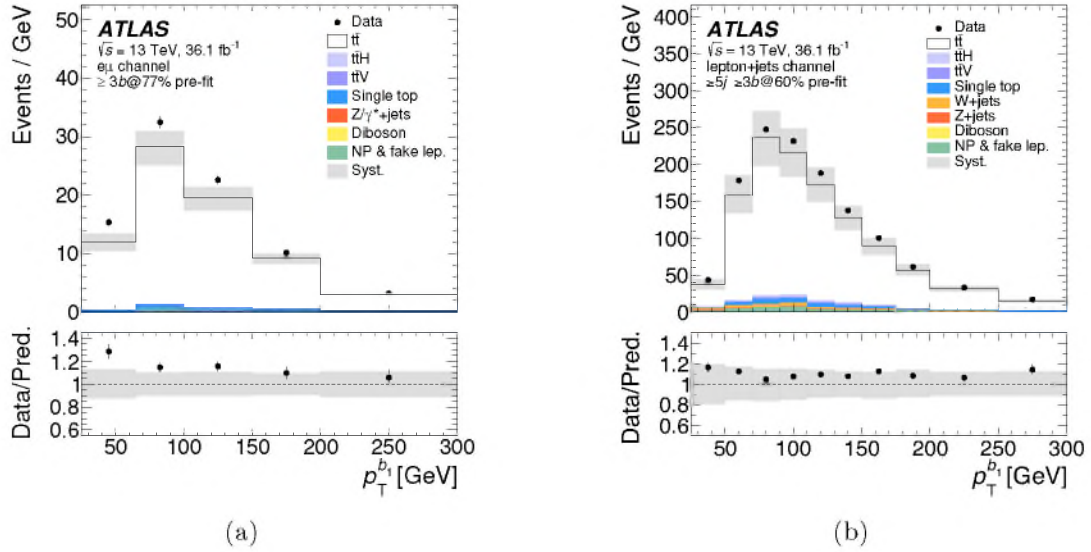 ATLAS
√s = 13 TeV, 36.1 fb⁻¹
eμ channel
≥ 3b@77% pre-fit
Data
tt̄
tt̄H
tt̄V
Single top
Z/γ*+jets
Diboson
NP & fake lep.
Syst.
Events / GeV
50
40
30
20
10
0
Data/Pred.
1.4
1.2
1
0.8
0.6
50 100 150 200 250 300
p_T^{b₁} [GeV]
(a)
ATLAS
√s = 13 TeV, 36.1 fb⁻¹
lepton+jets channel
≥5j ≥3b@60% pre-fit
Data
tt̄
tt̄H
tt̄V
Single top
W+jets
Z+jets
Diboson
NP & fake lep.
Syst.
Events / GeV
400
350
300
250
200
150
100
50
0
Data/Pred.
1.4
1.2
1
0.8
0.6
50 100 150 200 250 300
p_T^{b₁} [GeV]
(b)